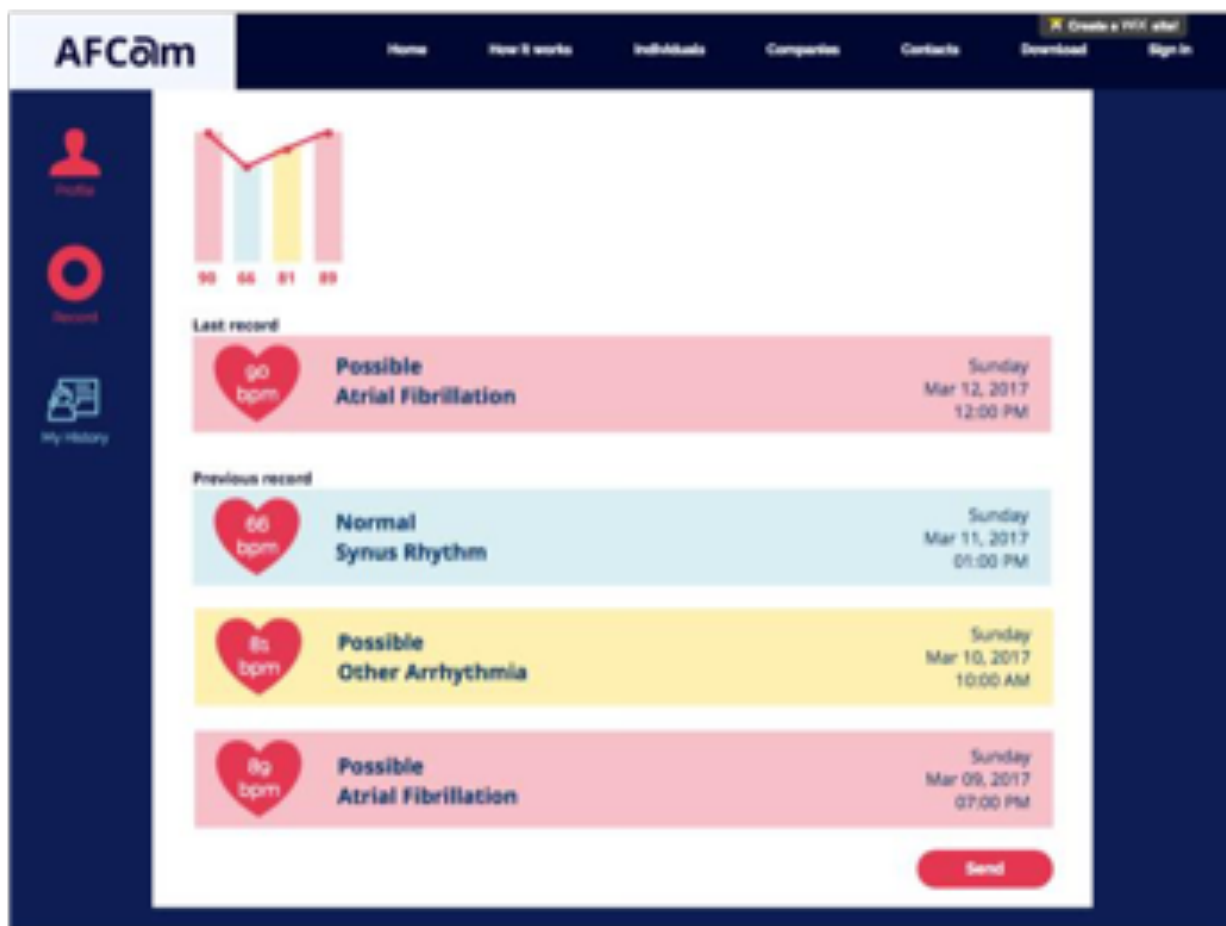 Create a WIX site!
AFCam
Home How it works Individuals Companies Contacts Download Sign In
Profile
Record
My History
90 66 81 89
Last record
90
bpm
Possible
Atrial Fibrillation
Sunday
Mar 12, 2017
12:00 PM
Previous record
66
bpm
Normal
Synus Rhythm
Sunday
Mar 11, 2017
01:00 PM
81
bpm
Possible
Other Arrhythmia
Sunday
Mar 10, 2017
10:00 AM
89
bpm
Possible
Atrial Fibrillation
Sunday
Mar 09, 2017
07:00 PM
Send